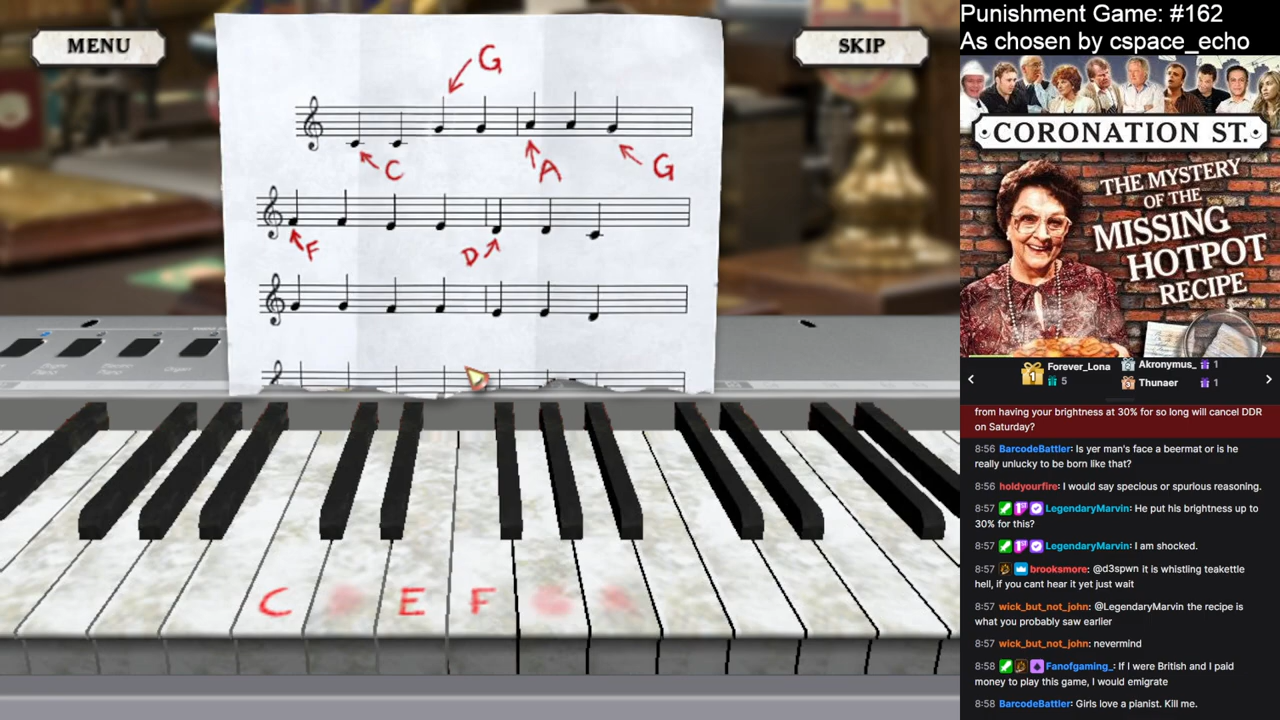 MENU
SKIP
G
C
A
G
F
D
C
E
F
Punishment Game: #162
As chosen by cspace_echo
CORONATION ST.
THE MYSTERY
OF THE
MISSING
HOTPOT
RECIPE
Forever_Lona
5
Akronymus_ 1
Thunaer 1
from having your brightness at 30% for so long will cancel DDR
on Saturday?
8:56 BarcodeBattler: Is yer man's face a beermat or is he
really unlucky to be born like that?
8:56 holdyourfire: I would say specious or spurious reasoning.
8:57 LegendaryMarvin: He put his brightness up to
30% for this?
8:57 LegendaryMarvin: I am shocked.
8:57 brooksmore: @d3spwn it is whistling teakettle
hell, if you cant hear it yet just wait
8:57 wick_but_not_john: @LegendaryMarvin the recipe is
what you probably saw earlier
8:57 wick_but_not_john: nevermind
8:58 Fanofgaming_: If I were British and I paid
money to play this game, I would emigrate
8:58 BarcodeBattler: Girls love a pianist. Kill me.